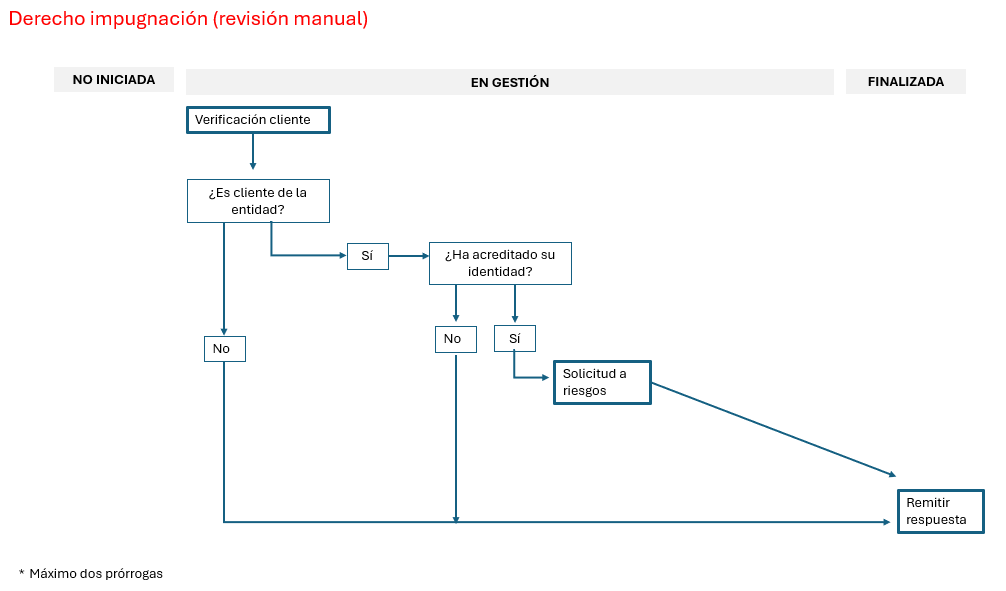 Derecho impugnación (revisión manual)
NO INICIADA
EN GESTIÓN
FINALIZADA
Verificación cliente
¿Es cliente de la
entidad?
Sí
¿Ha acreditado su
identidad?
No
No
Sí
Solicitud a
riesgos
Remitir
respuesta
* Máximo dos prórrogas